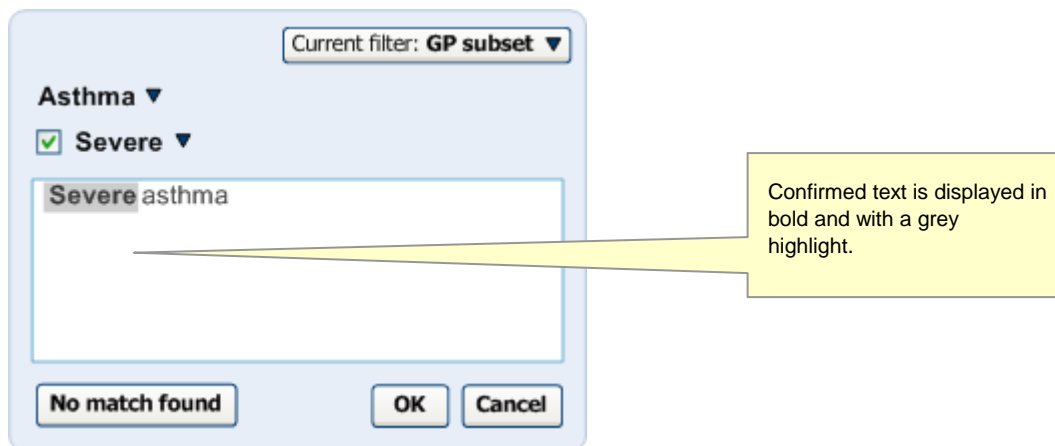 Current filter: GP subset
Asthma
Severe
Severe asthma
Confirmed text is displayed in
bold and with a grey
highlight.
No match found
OK
Cancel